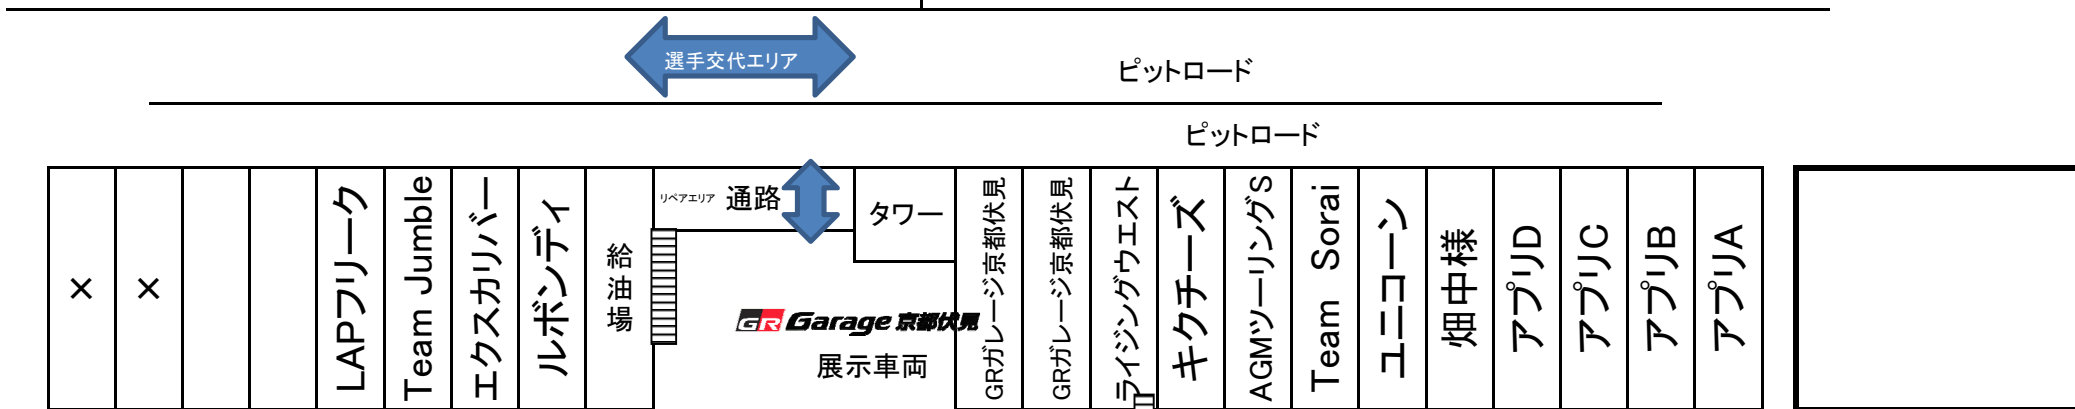 選手交代エリア
ピットロード
ピットロード
×
×
LAPフリーク
Team Jumble
エクスカリバー
ルボンディ
給油場
リペアエリア 通路
タワー
GR Garage 京都伏見
展示車両
GRガレージ京都伏見
GRガレージ京都伏見
ライジングウエスト
キクチーズ
AGMツーリングS
Team Sorai
ユニコーン
畑中様
アプリD
アプリC
アプリB
アプリA